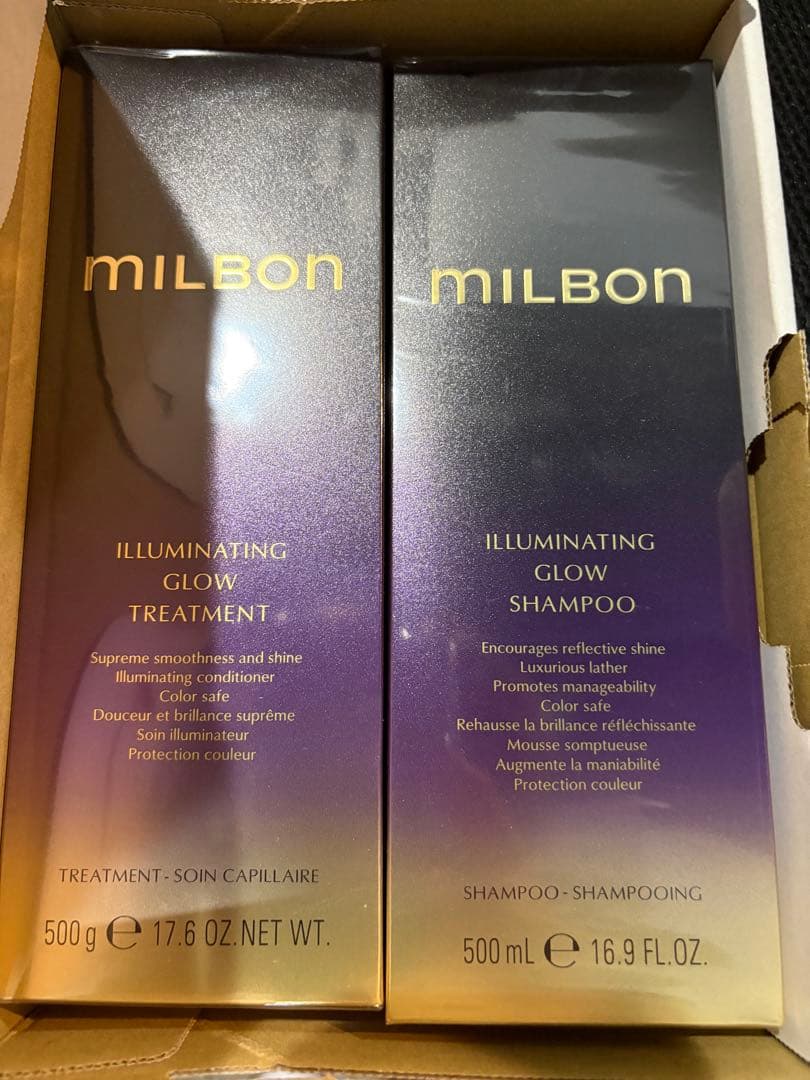 MILBON
ILLUMINATING
GLOW
TREATMENT
Supreme smoothness and shine
Illuminating conditioner
Color safe
Douceur et brillance suprême
Soin illuminateur
Protection couleur
TREATMENT-SOIN CAPILLAIRE
500 g ℮ 17.6 OZ.NET WT.
MILBON
ILLUMINATING
GLOW
SHAMPOO
Encourages reflective shine
Luxurious lather
Promotes manageability
Color safe
Rehausse la brillance réfléchissante
Mousse somptueuse
Augmente la maniabilité
Protection couleur
SHAMPOO-SHAMPOOING
500 mL ℮ 16.9 FL.OZ.